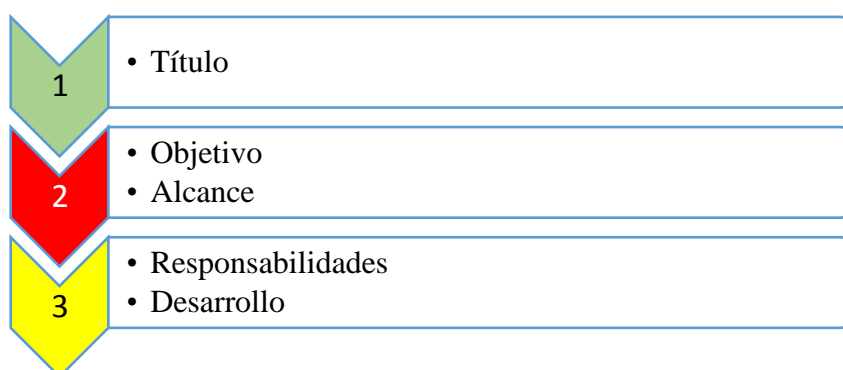 1
• Título
2
• Objetivo
• Alcance
3
• Responsabilidades
• Desarrollo